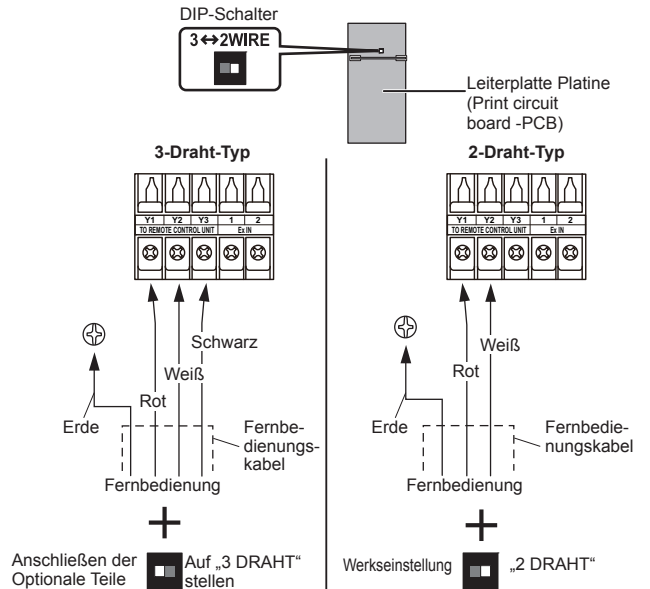 DIP-Schalter
3↔2WIRE
Leiterplatte Platine
(Print circuit
board -PCB)
3-Draht-Typ
Y1 Y2 Y3 1 2
TO REMOTE CONTROL UNIT Ex IN
Schwarz
Weiß
Rot
Erde
Fernbe-
dienungs-
kabel
Fernbedienung
+
Anschließen der
Optionale Teile
Auf „3 DRAHT“
stellen
2-Draht-Typ
Y1 Y2 Y3 1 2
TO REMOTE CONTROL UNIT Ex IN
Weiß
Rot
Erde
Fernbedie-
nungskabel
Fernbedienung
+
Werkseinstellung
„2 DRAHT“